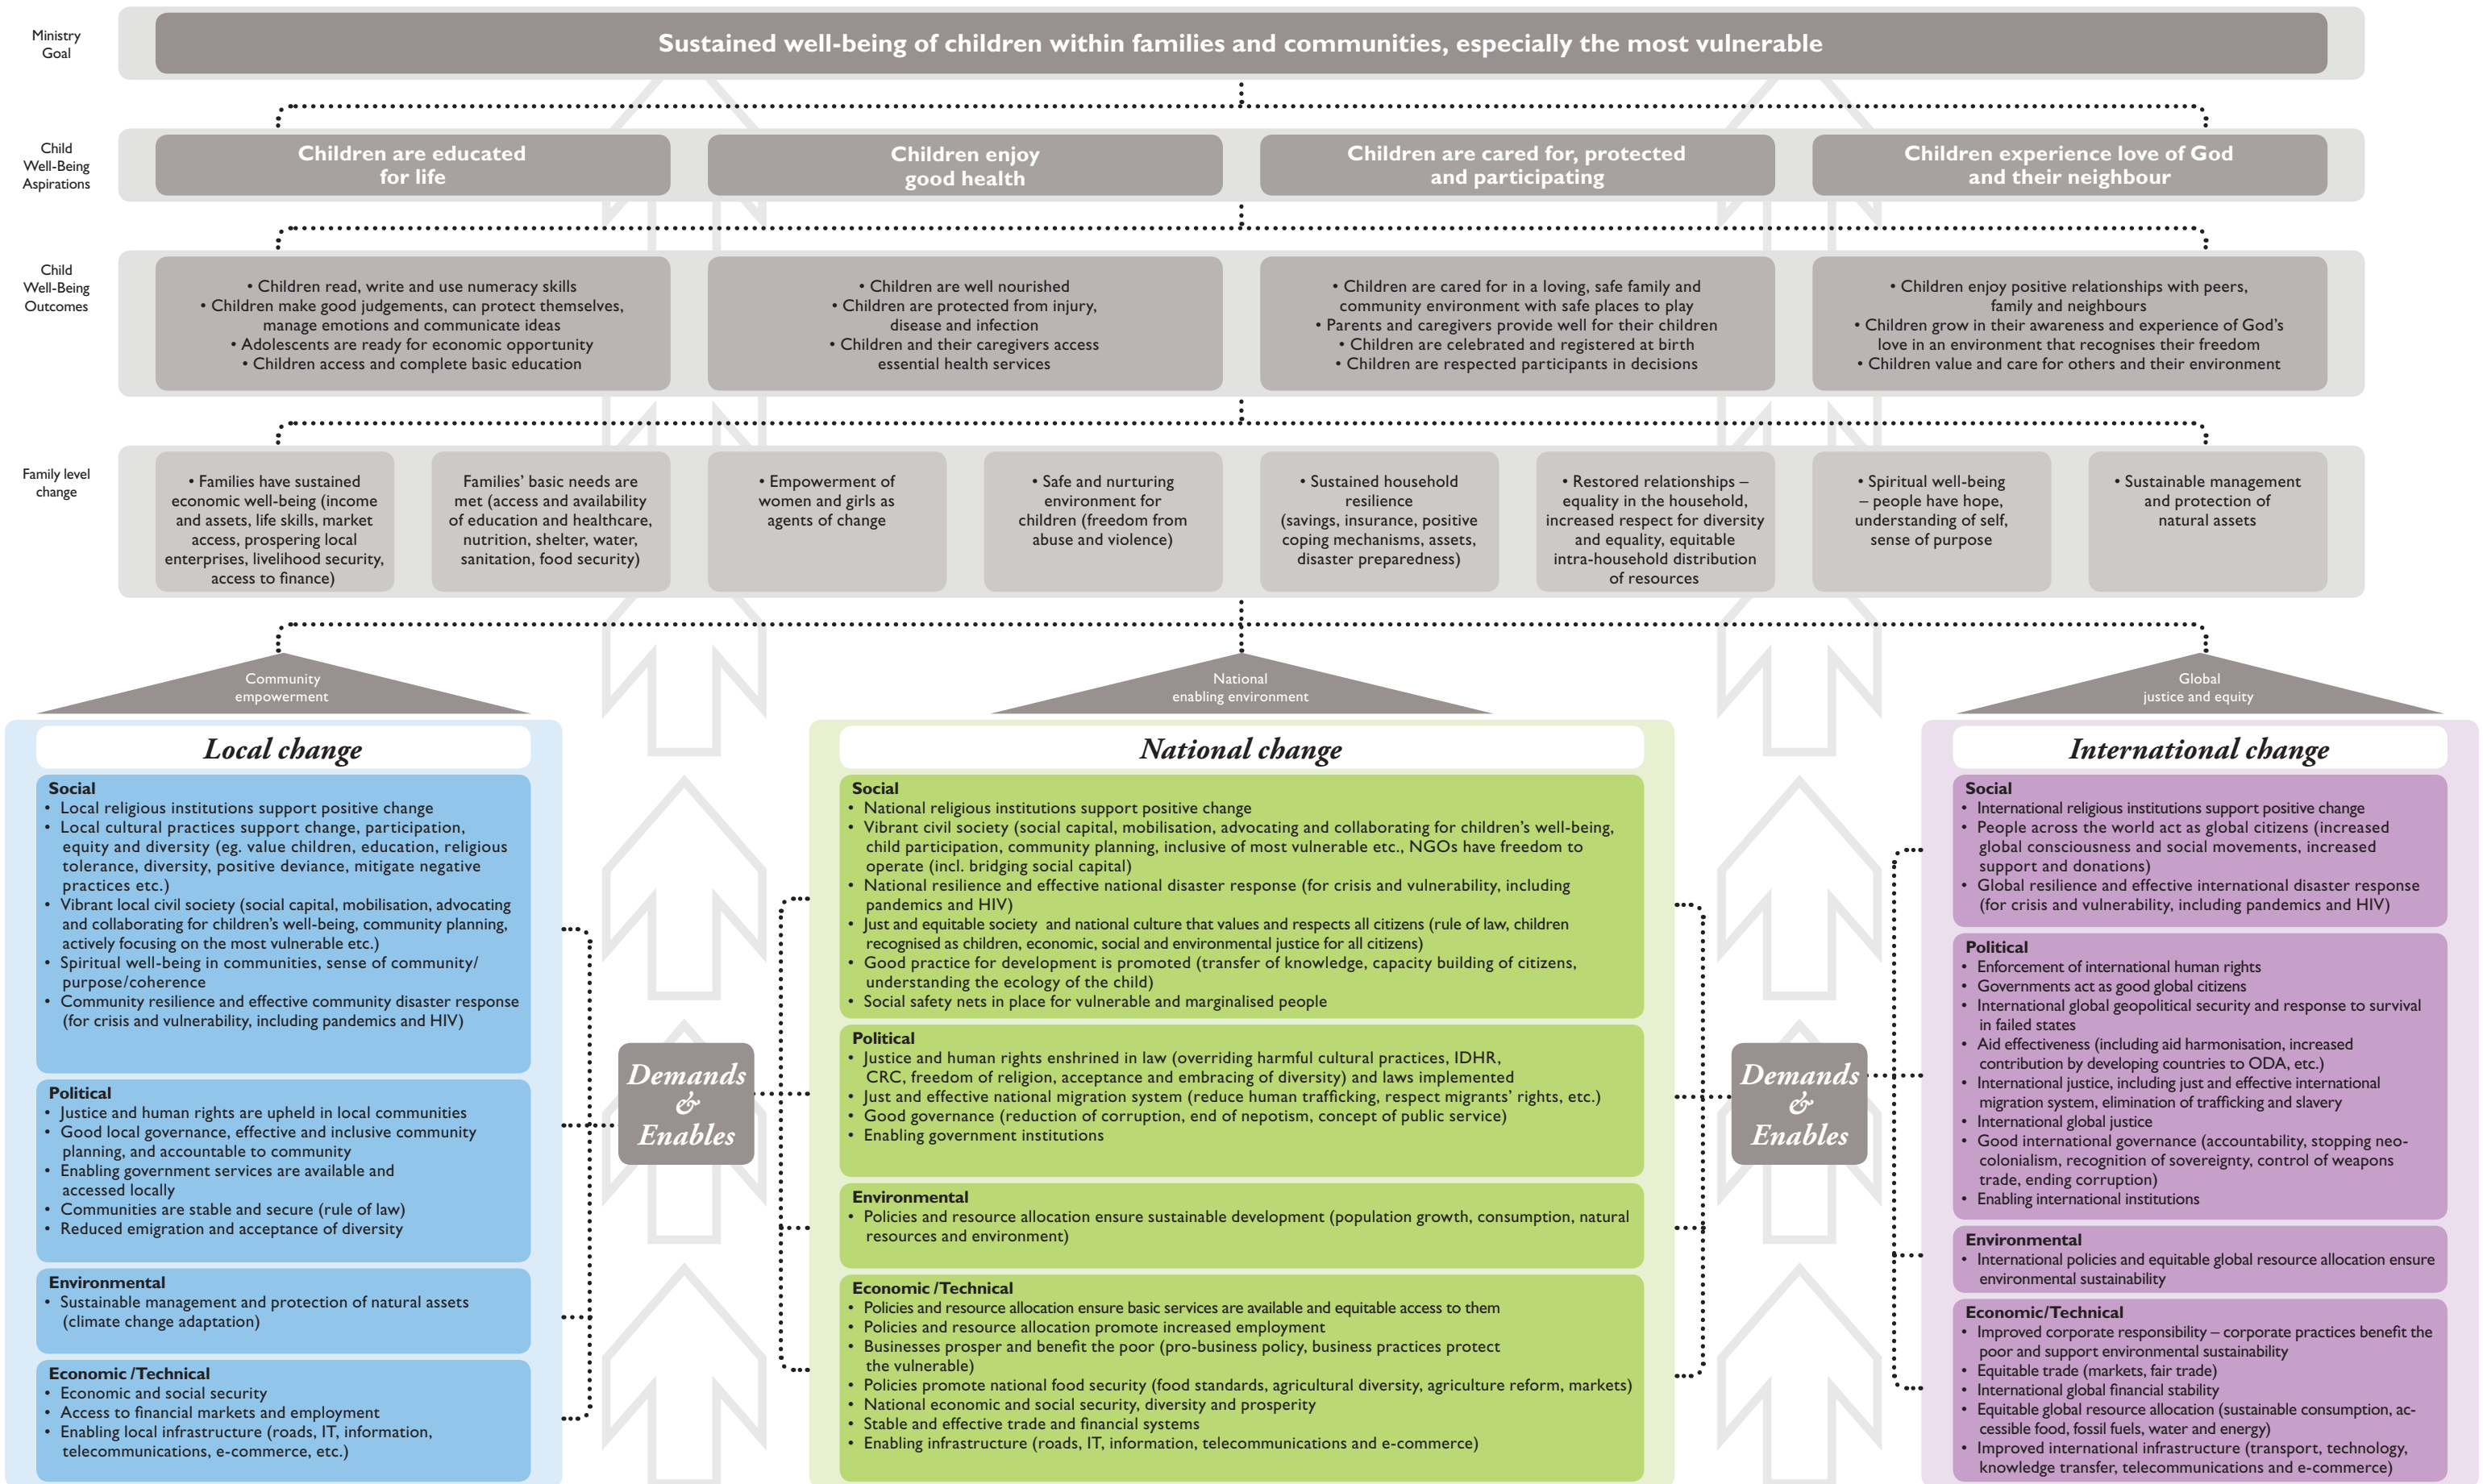 Ministry
Goal
Sustained well-being of children within families and communities, especially the most vulnerable
Child
Well-Being
Aspirations
Children are educated
for life
Children enjoy
good health
Children are cared for, protected
and participating
Children experience love of God
and their neighbour
Child
Well-Being
Outcomes
• Children read, write and use numeracy skills
• Children make good judgements, can protect themselves,
manage emotions and communicate ideas
• Adolescents are ready for economic opportunity
• Children access and complete basic education
• Children are well nourished
• Children are protected from injury,
disease and infection
• Children and their caregivers access
essential health services
• Children are cared for in a loving, safe family and
community environment with safe places to play
• Parents and caregivers provide well for their children
• Children are celebrated and registered at birth
• Children are respected participants in decisions
• Children enjoy positive relationships with peers,
family and neighbours
• Children grow in their awareness and experience of God's
love in an environment that recognises their freedom
• Children value and care for others and their environment
Family level
change
• Families have sustained
economic well-being (income
and assets, life skills, market
access, prospering local
enterprises, livelihood security,
access to finance)
Families' basic needs are
met (access and availability
of education and healthcare,
nutrition, shelter, water,
sanitation, food security)
• Empowerment of
women and girls as
agents of change
• Safe and nurturing
environment for
children (freedom from
abuse and violence)
• Sustained household
resilience
(savings, insurance, positive
coping mechanisms, assets,
disaster preparedness)
• Restored relationships –
equality in the household,
increased respect for diversity
and equality, equitable
intra-household distribution
of resources
• Spiritual well-being
– people have hope,
understanding of self,
sense of purpose
• Sustainable management
and protection of
natural assets
Community
empowerment
National
enabling environment
Global
justice and equity
Local change
Social
• Local religious institutions support positive change
• Local cultural practices support change, participation,
equity and diversity (eg. value children, education, religious
tolerance, diversity, positive deviance, mitigate negative
practices etc.)
• Vibrant local civil society (social capital, mobilisation, advocating
and collaborating for children's well-being, community planning,
actively focusing on the most vulnerable etc.)
• Spiritual well-being in communities, sense of community/
purpose/coherence
• Community resilience and effective community disaster response
(for crisis and vulnerability, including pandemics and HIV)
Political
• Justice and human rights are upheld in local communities
• Good local governance, effective and inclusive community
planning, and accountable to community
• Enabling government services are available and
accessed locally
• Communities are stable and secure (rule of law)
• Reduced emigration and acceptance of diversity
Environmental
• Sustainable management and protection of natural assets
(climate change adaptation)
Economic /Technical
• Economic and social security
• Access to financial markets and employment
• Enabling local infrastructure (roads, IT, information,
telecommunications, e-commerce, etc.)
Demands
&
Enables
National change
Social
• National religious institutions support positive change
• Vibrant civil society (social capital, mobilisation, advocating and collaborating for children's well-being,
child participation, community planning, inclusive of most vulnerable etc., NGOs have freedom to
operate (incl. bridging social capital)
• National resilience and effective national disaster response (for crisis and vulnerability, including
pandemics and HIV)
• Just and equitable society and national culture that values and respects all citizens (rule of law, children
recognised as children, economic, social and environmental justice for all citizens)
• Good practice for development is promoted (transfer of knowledge, capacity building of citizens,
understanding the ecology of the child)
• Social safety nets in place for vulnerable and marginalised people
Political
• Justice and human rights enshrined in law (overriding harmful cultural practices, IDHR,
CRC, freedom of religion, acceptance and embracing of diversity) and laws implemented
• Just and effective national migration system (reduce human trafficking, respect migrants' rights, etc.)
• Good governance (reduction of corruption, end of nepotism, concept of public service)
• Enabling government institutions
Environmental
• Policies and resource allocation ensure sustainable development (population growth, consumption, natural
resources and environment)
Economic /Technical
• Policies and resource allocation ensure basic services are available and equitable access to them
• Policies and resource allocation promote increased employment
• Businesses prosper and benefit the poor (pro-business policy, business practices protect
the vulnerable)
• Policies promote national food security (food standards, agricultural diversity, agriculture reform, markets)
• National economic and social security, diversity and prosperity
• Stable and effective trade and financial systems
• Enabling infrastructure (roads, IT, information, telecommunications and e-commerce)
Demands
&
Enables
International change
Social
• International religious institutions support positive change
• People across the world act as global citizens (increased
global consciousness and social movements, increased
support and donations)
• Global resilience and effective international disaster response
(for crisis and vulnerability, including pandemics and HIV)
Political
• Enforcement of international human rights
• Governments act as good global citizens
• International global geopolitical security and response to survival
in failed states
• Aid effectiveness (including aid harmonisation, increased
contribution by developing countries to ODA, etc.)
• International justice, including just and effective international
migration system, elimination of trafficking and slavery
• International global justice
• Good international governance (accountability, stopping neo-
colonialism, recognition of sovereignty, control of weapons
trade, ending corruption)
• Enabling international institutions
Environmental
• International policies and equitable global resource allocation ensure
environmental sustainability
Economic/Technical
• Improved corporate responsibility – corporate practices benefit the
poor and support environmental sustainability
• Equitable trade (markets, fair trade)
• International global financial stability
• Equitable global resource allocation (sustainable consumption, ac-
cessible food, fossil fuels, water and energy)
• Improved international infrastructure (transport, technology,
knowledge transfer, telecommunications and e-commerce)